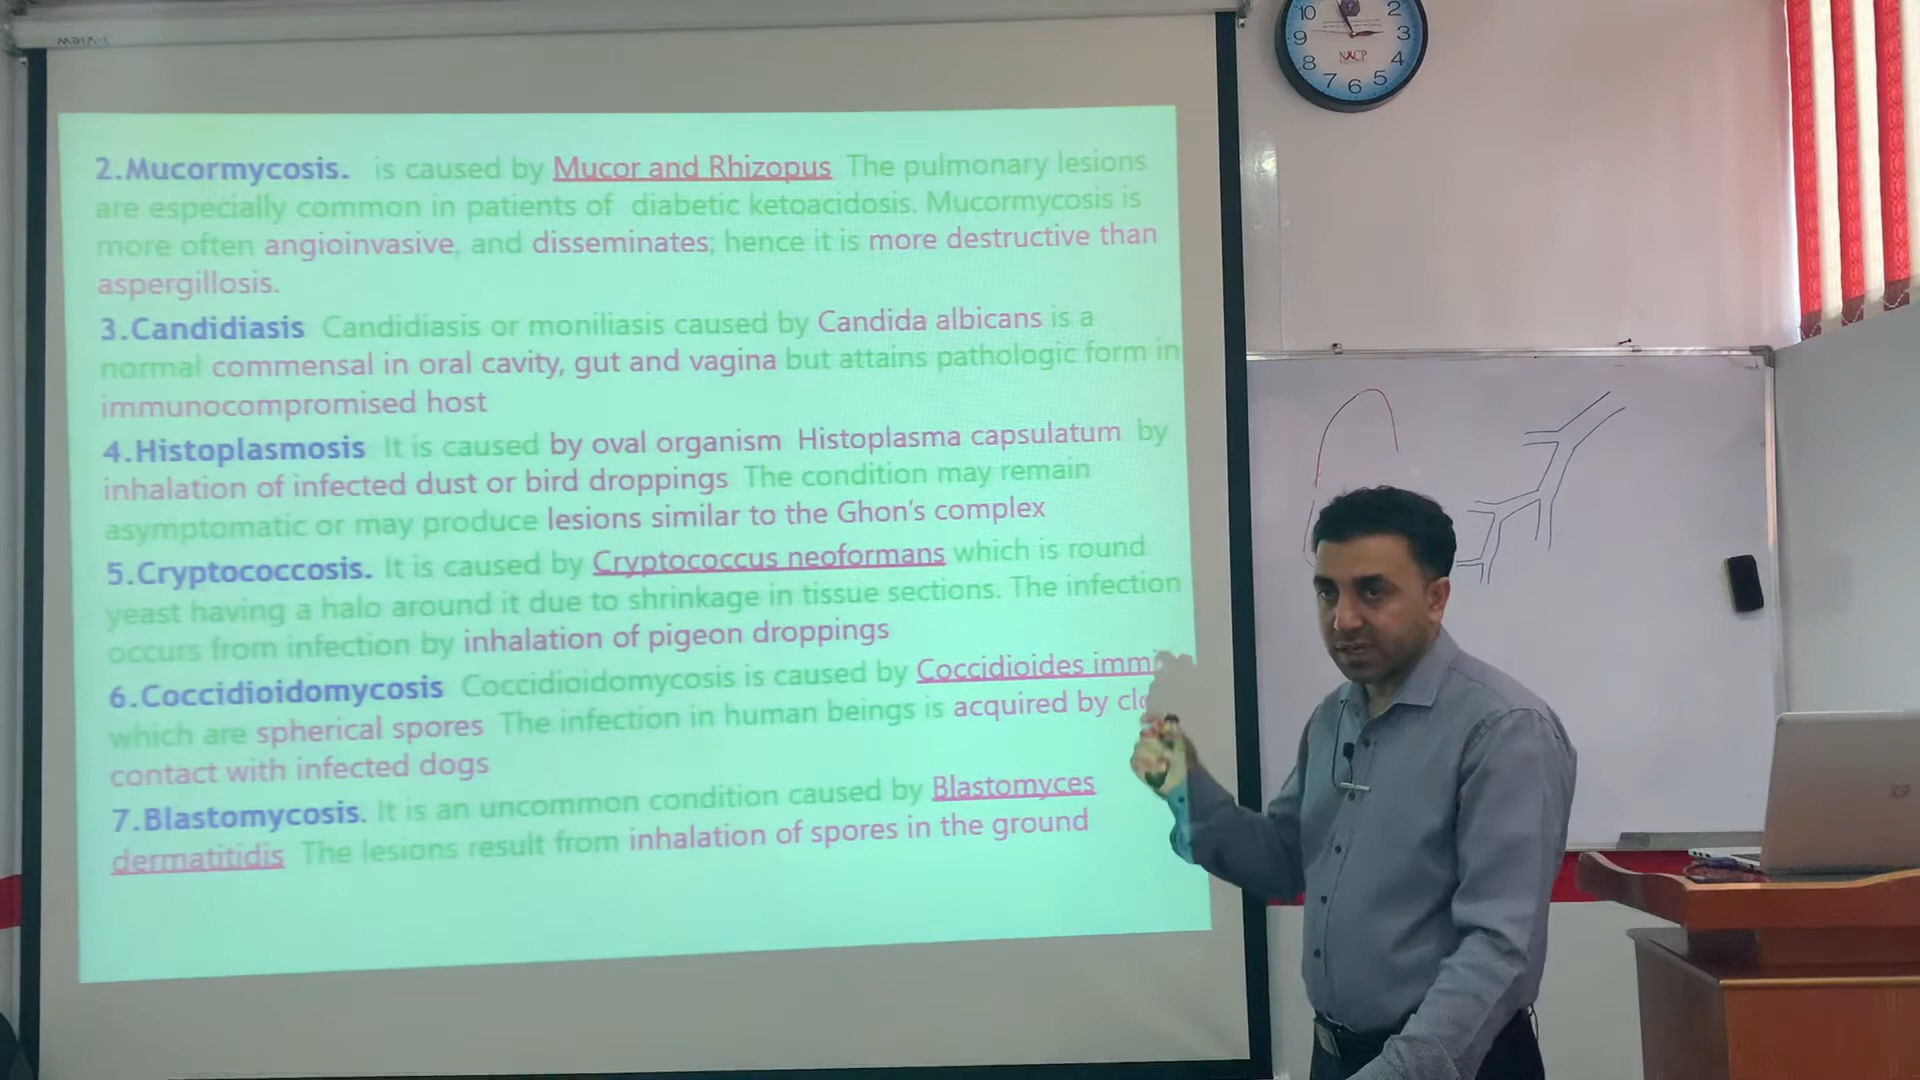 2.Mucormycosis. is caused by Mucor and Rhizopus The pulmonary lesions
are especially common in patients of diabetic ketoacidosis. Mucormycosis is
more often angioinvasive, and disseminates; hence it is more destructive than
aspergillosis.
3.Candidiasis Candidiasis or moniliasis caused by Candida albicans is a
normal commensal in oral cavity, gut and vagina but attains pathologic form in
immunocompromised host
4.Histoplasmosis It is caused by oval organism Histoplasma capsulatum by
inhalation of infected dust or bird droppings The condition may remain
asymptomatic or may produce lesions similar to the Ghon's complex
5.Cryptococcosis. It is caused by Cryptococcus neoformans which is round
yeast having a halo around it due to shrinkage in tissue sections. The infection
occurs from infection by inhalation of pigeon droppings
6.Coccidioidomycosis Coccidioidomycosis is caused by Coccidioides
which are spherical spores The infection in human beings is acquired by
contact with infected dogs
7.Blastomycosis. It is an uncommon condition caused by Blastomyces
dermatitidis The lesions result from inhalation of spores in the ground
10 2
9 3
8 4
7 6 5
NACP